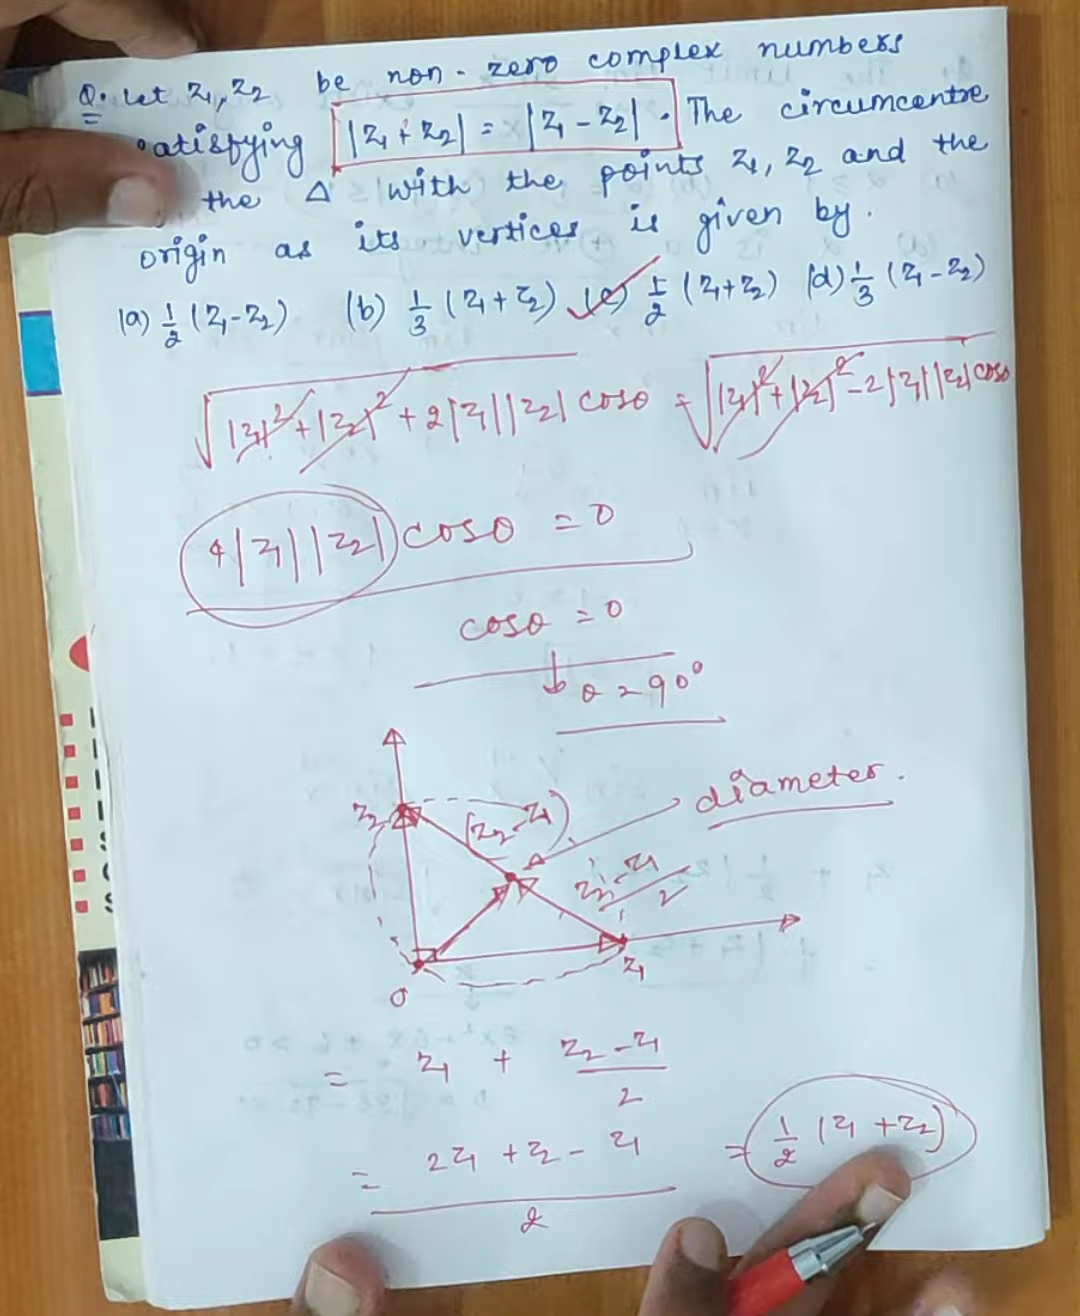 Q. Let z₁, z₂ be non-zero complex numbers
satisfying |z₁ + z₂| = |z₁ - z₂|. The circumcentre
the Δ with the points z₁, z₂ and the
origin as its vertices is given by.
(a) 1/2 (z₁-z₂) (b) 1/3 (z₁+z₂) (c) 1/2 (z₁+z₂) (d) 1/3 (z₁-z₂)
√(|z₁|²+|z₂|²+2|z₁||z₂|cosθ) = √(|z₁|²+|z₂|²-2|z₁||z₂|cosθ)
4|z₁||z₂|cosθ = 0
cosθ = 0
θ = 90°
diameter.
z₂
(z₂-z₁)
(z₂-z₁)/2
z₁
O
= z₁ + (z₂-z₁)/2
= (2z₁+z₂-z₁)/2 = 1/2 (z₁+z₂)